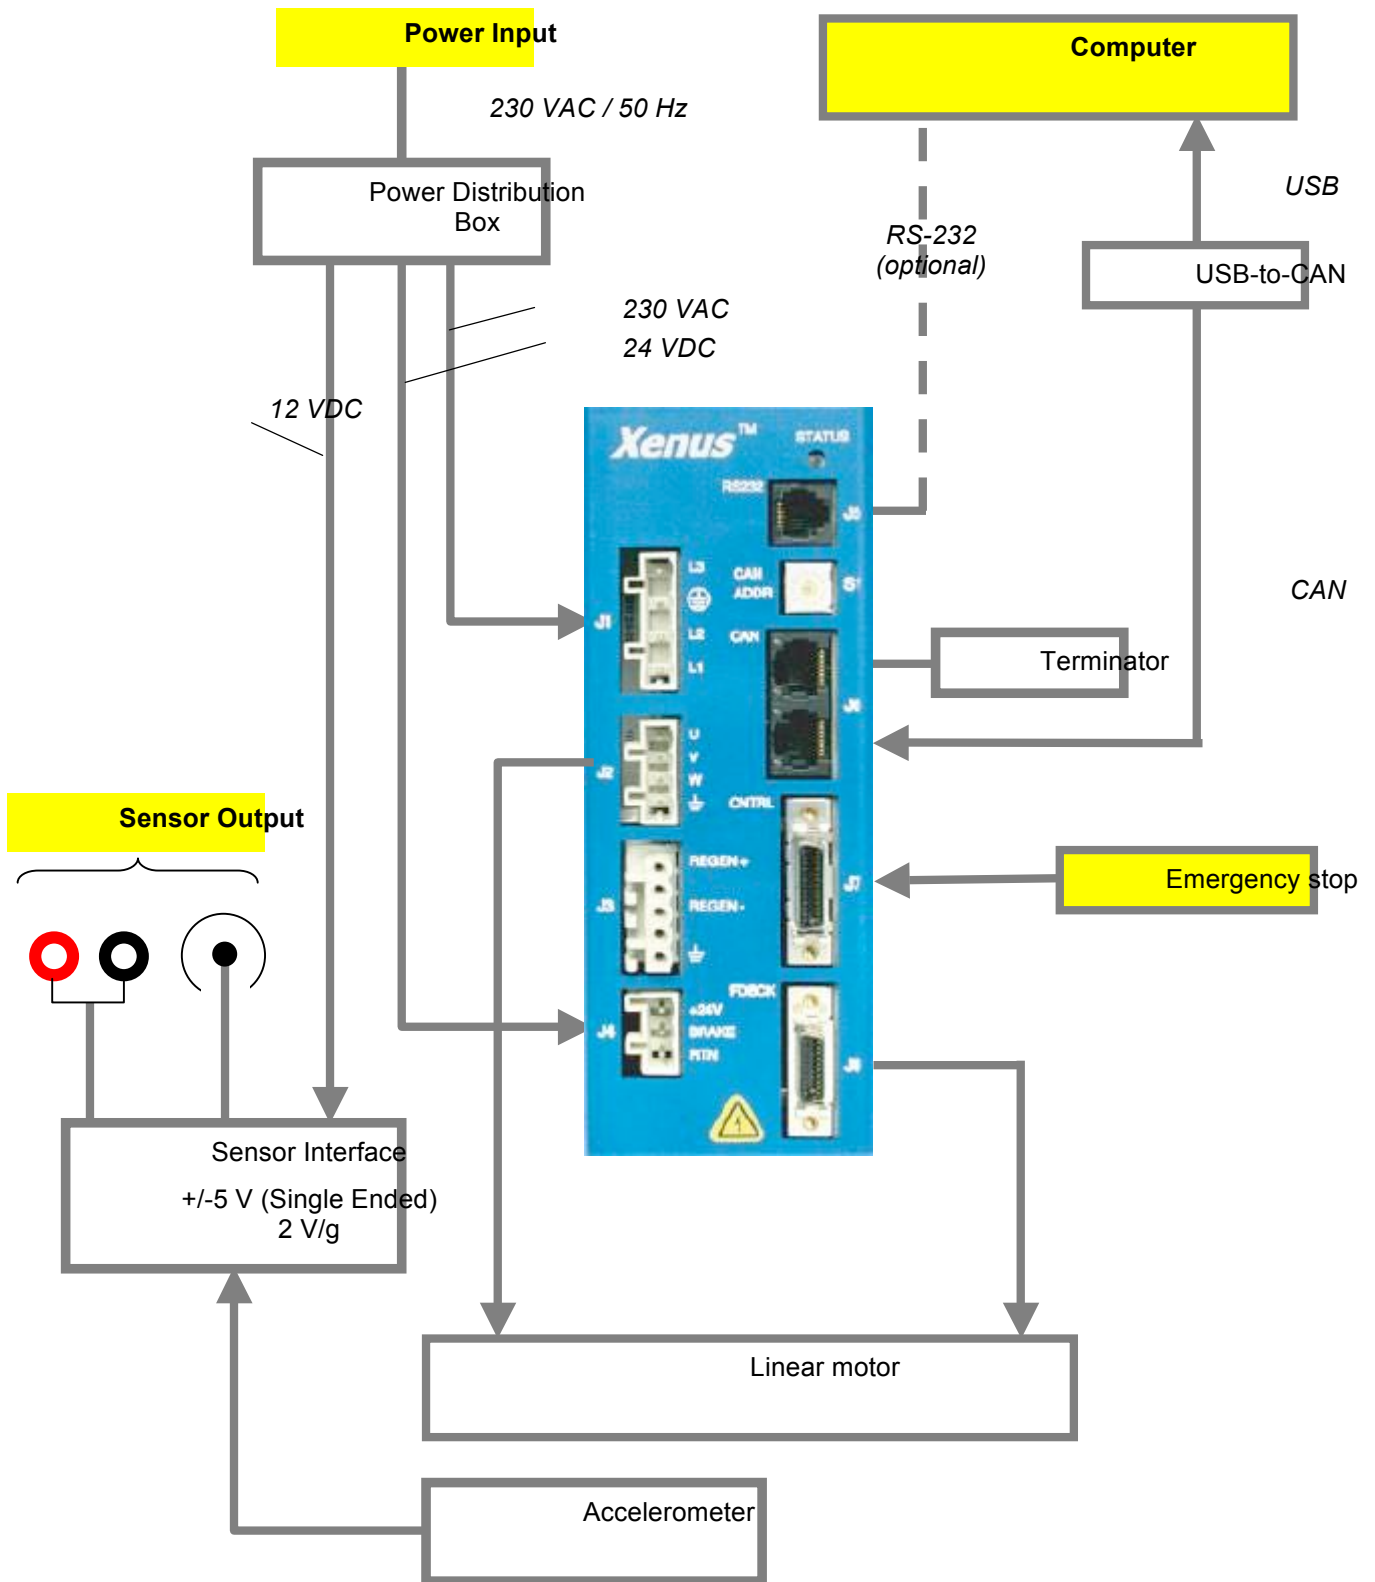 Power Input
Computer
230 VAC / 50 Hz
Power Distribution
Box
USB
RS-232
(optional)
USB-to-CAN
230 VAC
24 VDC
12 VDC
Xenus™
STATUS
RS232
J5
L3
CAN
ADDR
S1
CAN
J1
L2
L1
J6
CAN
Terminator
U
V
W
J2
CNTRL
Sensor Output
REGEN+
J7
Emergency stop
J3
REGEN-
FDBCK
+24V
J4
BRAKE
RTN
J8
Sensor Interface
+/-5 V (Single Ended)
2 V/g
Linear motor
Accelerometer